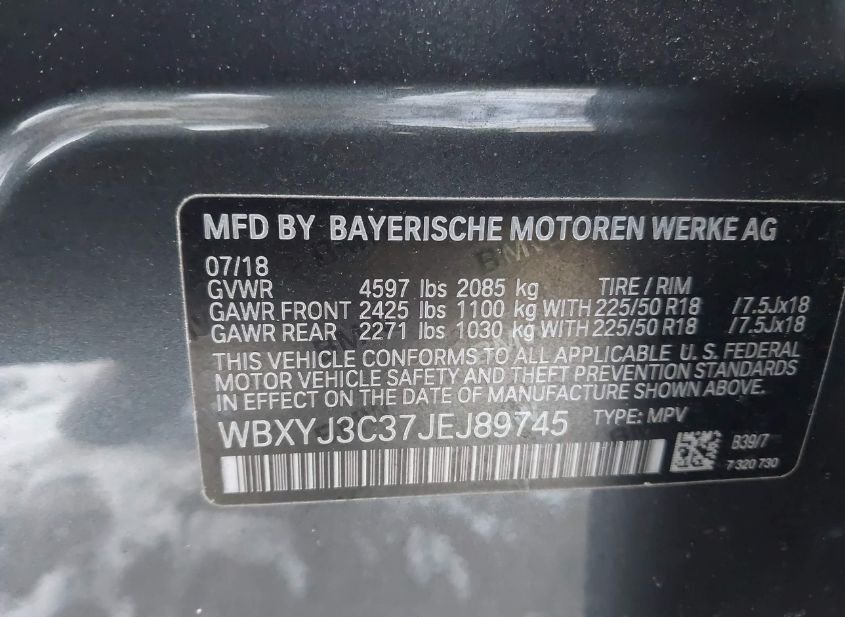 MFD BY BAYERISCHE MOTOREN WERKE AG
07/18
GVWR 4597 lbs 2085 kg TIRE / RIM
GAWR FRONT 2425 lbs 1100 kg WITH 225/50 R18 /7.5Jx18
GAWR REAR 2271 lbs 1030 kg WITH 225/50 R18 /7.5Jx18
THIS VEHICLE CONFORMS TO ALL APPLICABLE U. S. FEDERAL
MOTOR VEHICLE SAFETY AND THEFT PREVENTION STANDARDS
IN EFFECT ON THE DATE OF MANUFACTURE SHOWN ABOVE.
WBXYJ3C37JEJ89745 TYPE: MPV
B39/7
7 320 730